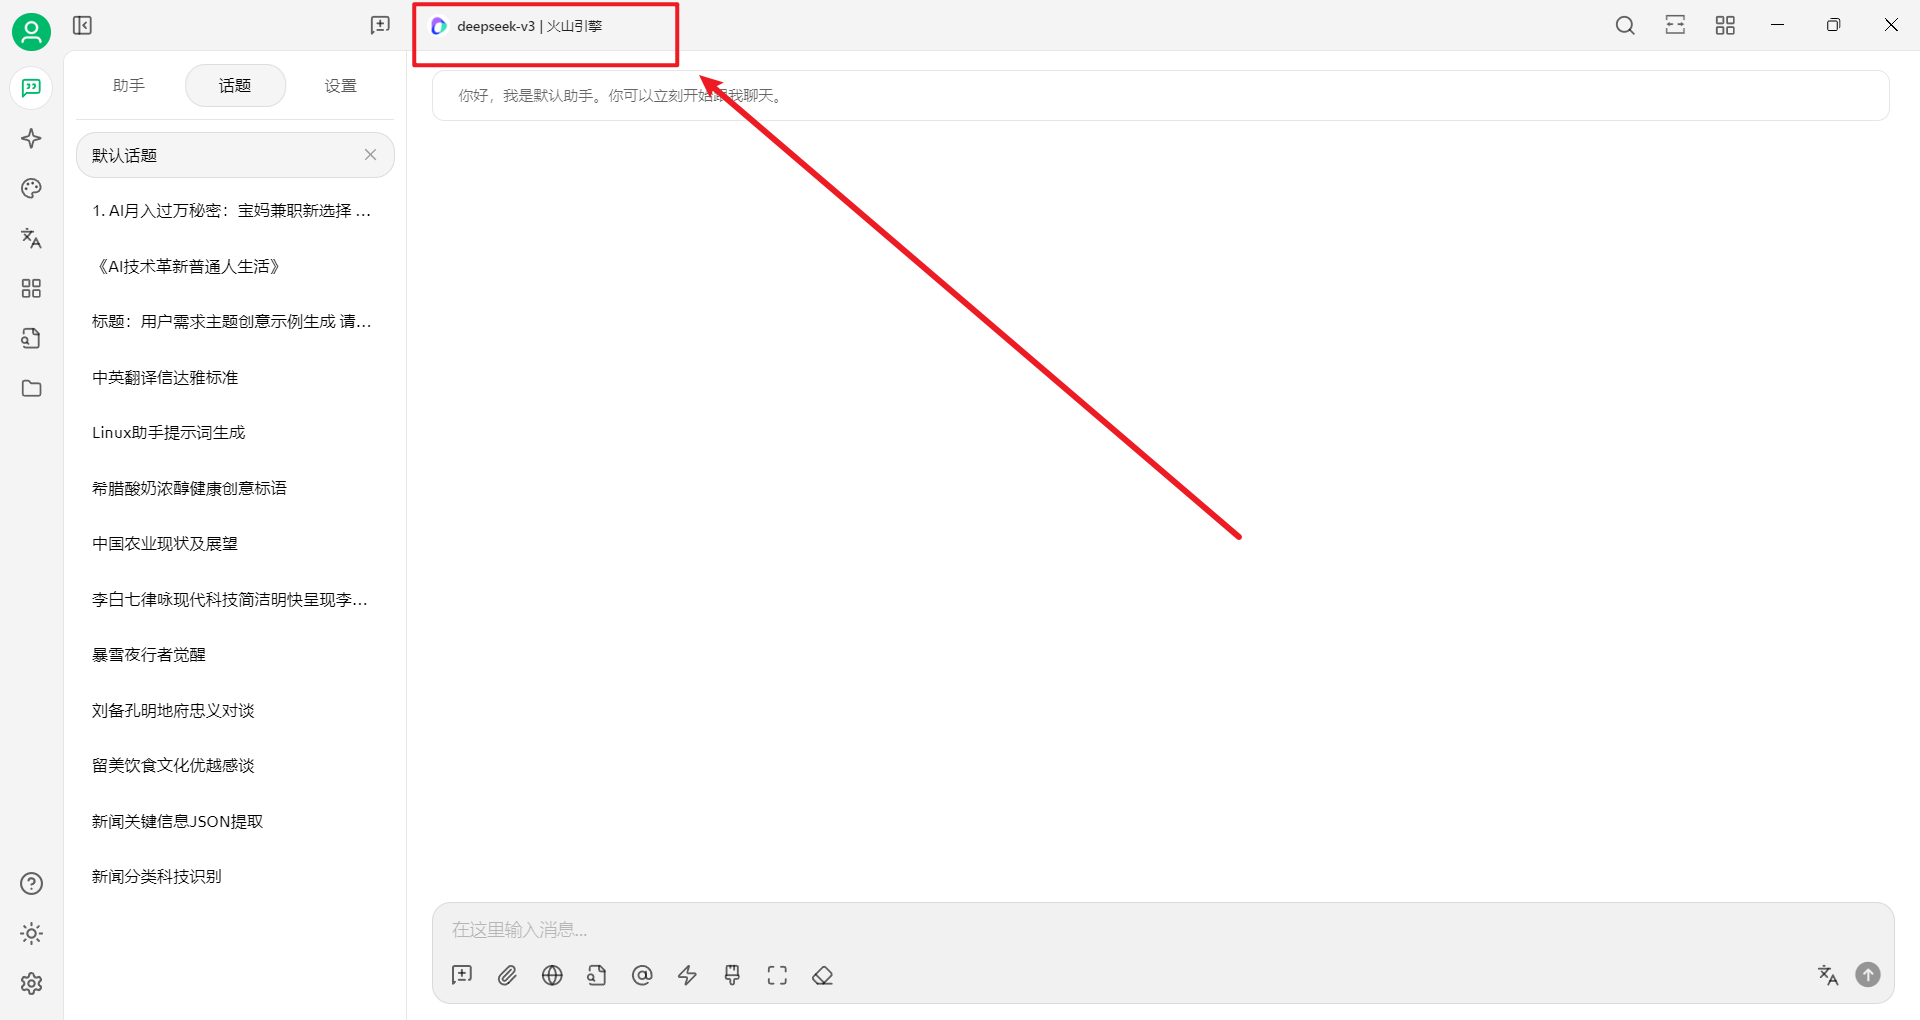 deepseek-v3 | 火山引擎
助手
话题
设置
默认话题
1. AI月入过万秘密：宝妈兼职新选择 ...
《AI技术革新普通人生活》
标题：用户需求主题创意示例生成 请...
中英翻译信达雅标准
Linux助手提示词生成
希腊酸奶浓醇健康创意标语
中国农业现状及展望
李白七律咏现代科技简洁明快呈现李...
暴雪夜行者觉醒
刘备孔明地府忠义对谈
留美饮食文化优越感谈
新闻关键信息JSON提取
新闻分类科技识别
你好，我是默认助手。你可以立刻开始跟我聊天。
在这里输入消息...